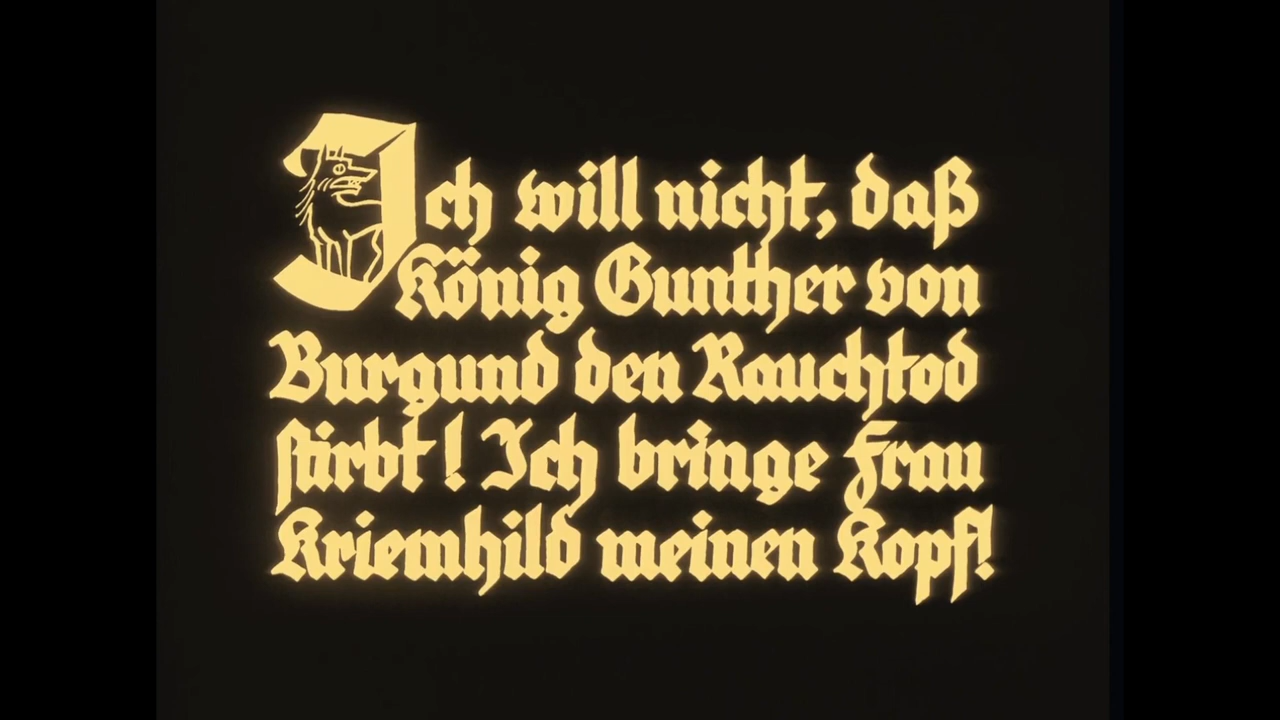 Ich will nicht, daß
König Gunther von
Burgund den Rauchtod
stirbt! Ich bringe Frau
Kriemhild meinen Kopf!